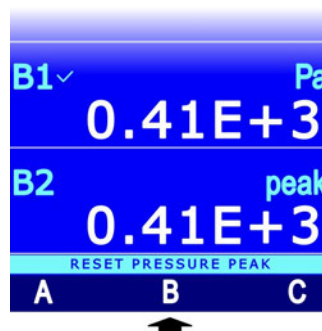 B1✓ Pa
0.41E+3
B2 peak
0.41E+3
RESET PRESSURE PEAK
A B C